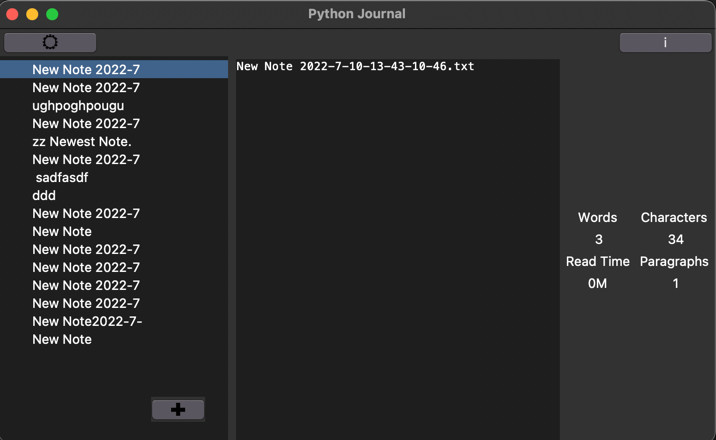 Python Journal
i
New Note 2022-7
New Note 2022-7
ughpoghpougu
New Note 2022-7
zz Newest Note.
New Note 2022-7
sadfasdf
ddd
New Note 2022-7
New Note
New Note 2022-7
New Note 2022-7
New Note 2022-7
New Note 2022-7
New Note2022-7-
New Note
+
New Note 2022-7-10-13-43-10-46.txt
Words Characters
3 34
Read Time Paragraphs
0M 1